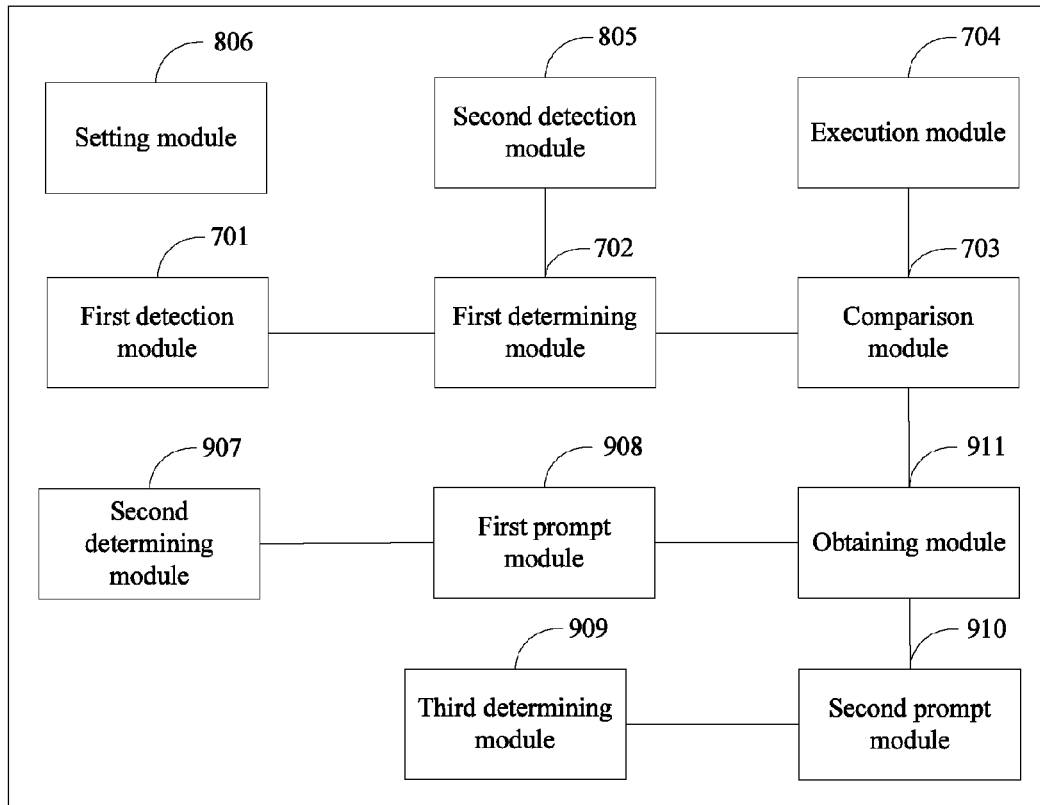 806
805
704
Setting module
Second detection
module
Execution module
701
702
703
First detection
module
First determining
module
Comparison
module
907
908
911
Second
determining
module
First prompt
module
Obtaining module
909
910
Third determining
module
Second prompt
module